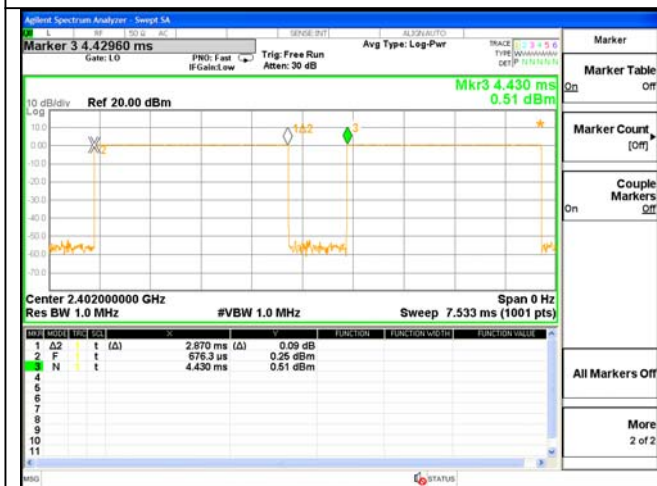 Agilent Spectrum Analyzer - Swept SA
L RF 50 Ω AC SENSE:INT ALIGNAUTO
Marker 3 4.42960 ms
Gate: LO
PNO: Fast
IFGain:Low
Trig: Free Run
Atten: 30 dB
Avg Type: Log-Pwr
TRACE 1 2 3 4 5 6
TYPE
DET P N N N N N
Mkr3 4.430 ms
0.51 dBm
10 dB/div Ref 20.00 dBm
Log
10.0
0.00
-10.0
-20.0
-30.0
-40.0
-50.0
-60.0
-70.0
2
1Δ2
3
Center 2.402000000 GHz Span 0 Hz
Res BW 1.0 MHz #VBW 1.0 MHz Sweep 7.533 ms (1001 pts)
MKR MODE TRC SCL X Y FUNCTION FUNCTION WIDTH FUNCTION VALUE
1 Δ2 1 t (Δ) 2.870 ms (Δ) 0.09 dB
2 F 1 t 676.3 µs 0.25 dBm
3 N 1 t 4.430 ms 0.51 dBm
4
5
6
7
8
9
10
11
MSG STATUS
Marker
Marker Table
On Off
Marker Count
[Off]
Couple
Markers
On Off
All Markers Off
More
2 of 2